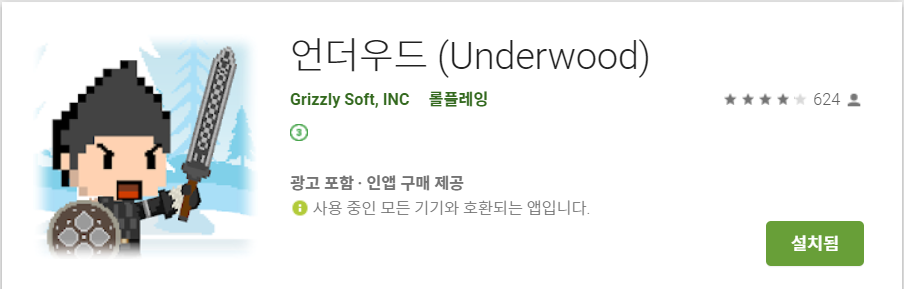 언더우드 (Underwood)
Grizzly Soft, INC 롤플레잉
624
3
광고 포함 · 인앱 구매 제공
사용 중인 모든 기기와 호환되는 앱입니다.
설치됨